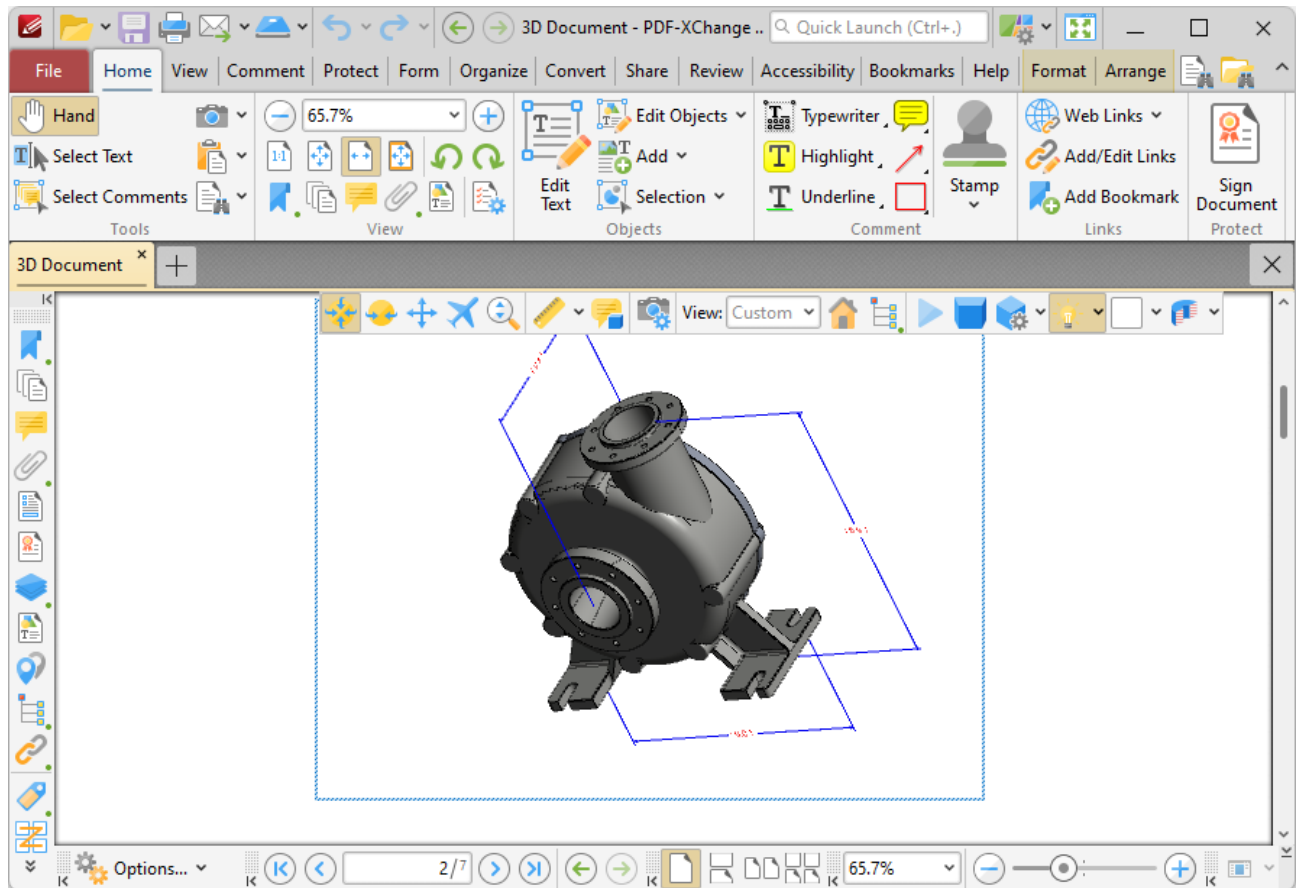 3D Document - PDF-XChange ..
Quick Launch (Ctrl+.)
File Home View Comment Protect Form Organize Convert Share Review Accessibility Bookmarks Help Format Arrange
Hand
Select Text
Select Comments
Tools
65.7%
1:1
View
Edit
Text
Edit Objects
Add
Selection
Objects
Typewriter
Highlight
Underline
Stamp
Comment
Web Links
Add/Edit Links
Add Bookmark
Links
Sign
Document
Protect
3D Document
View: Custom
Options...
2/7
65.7%